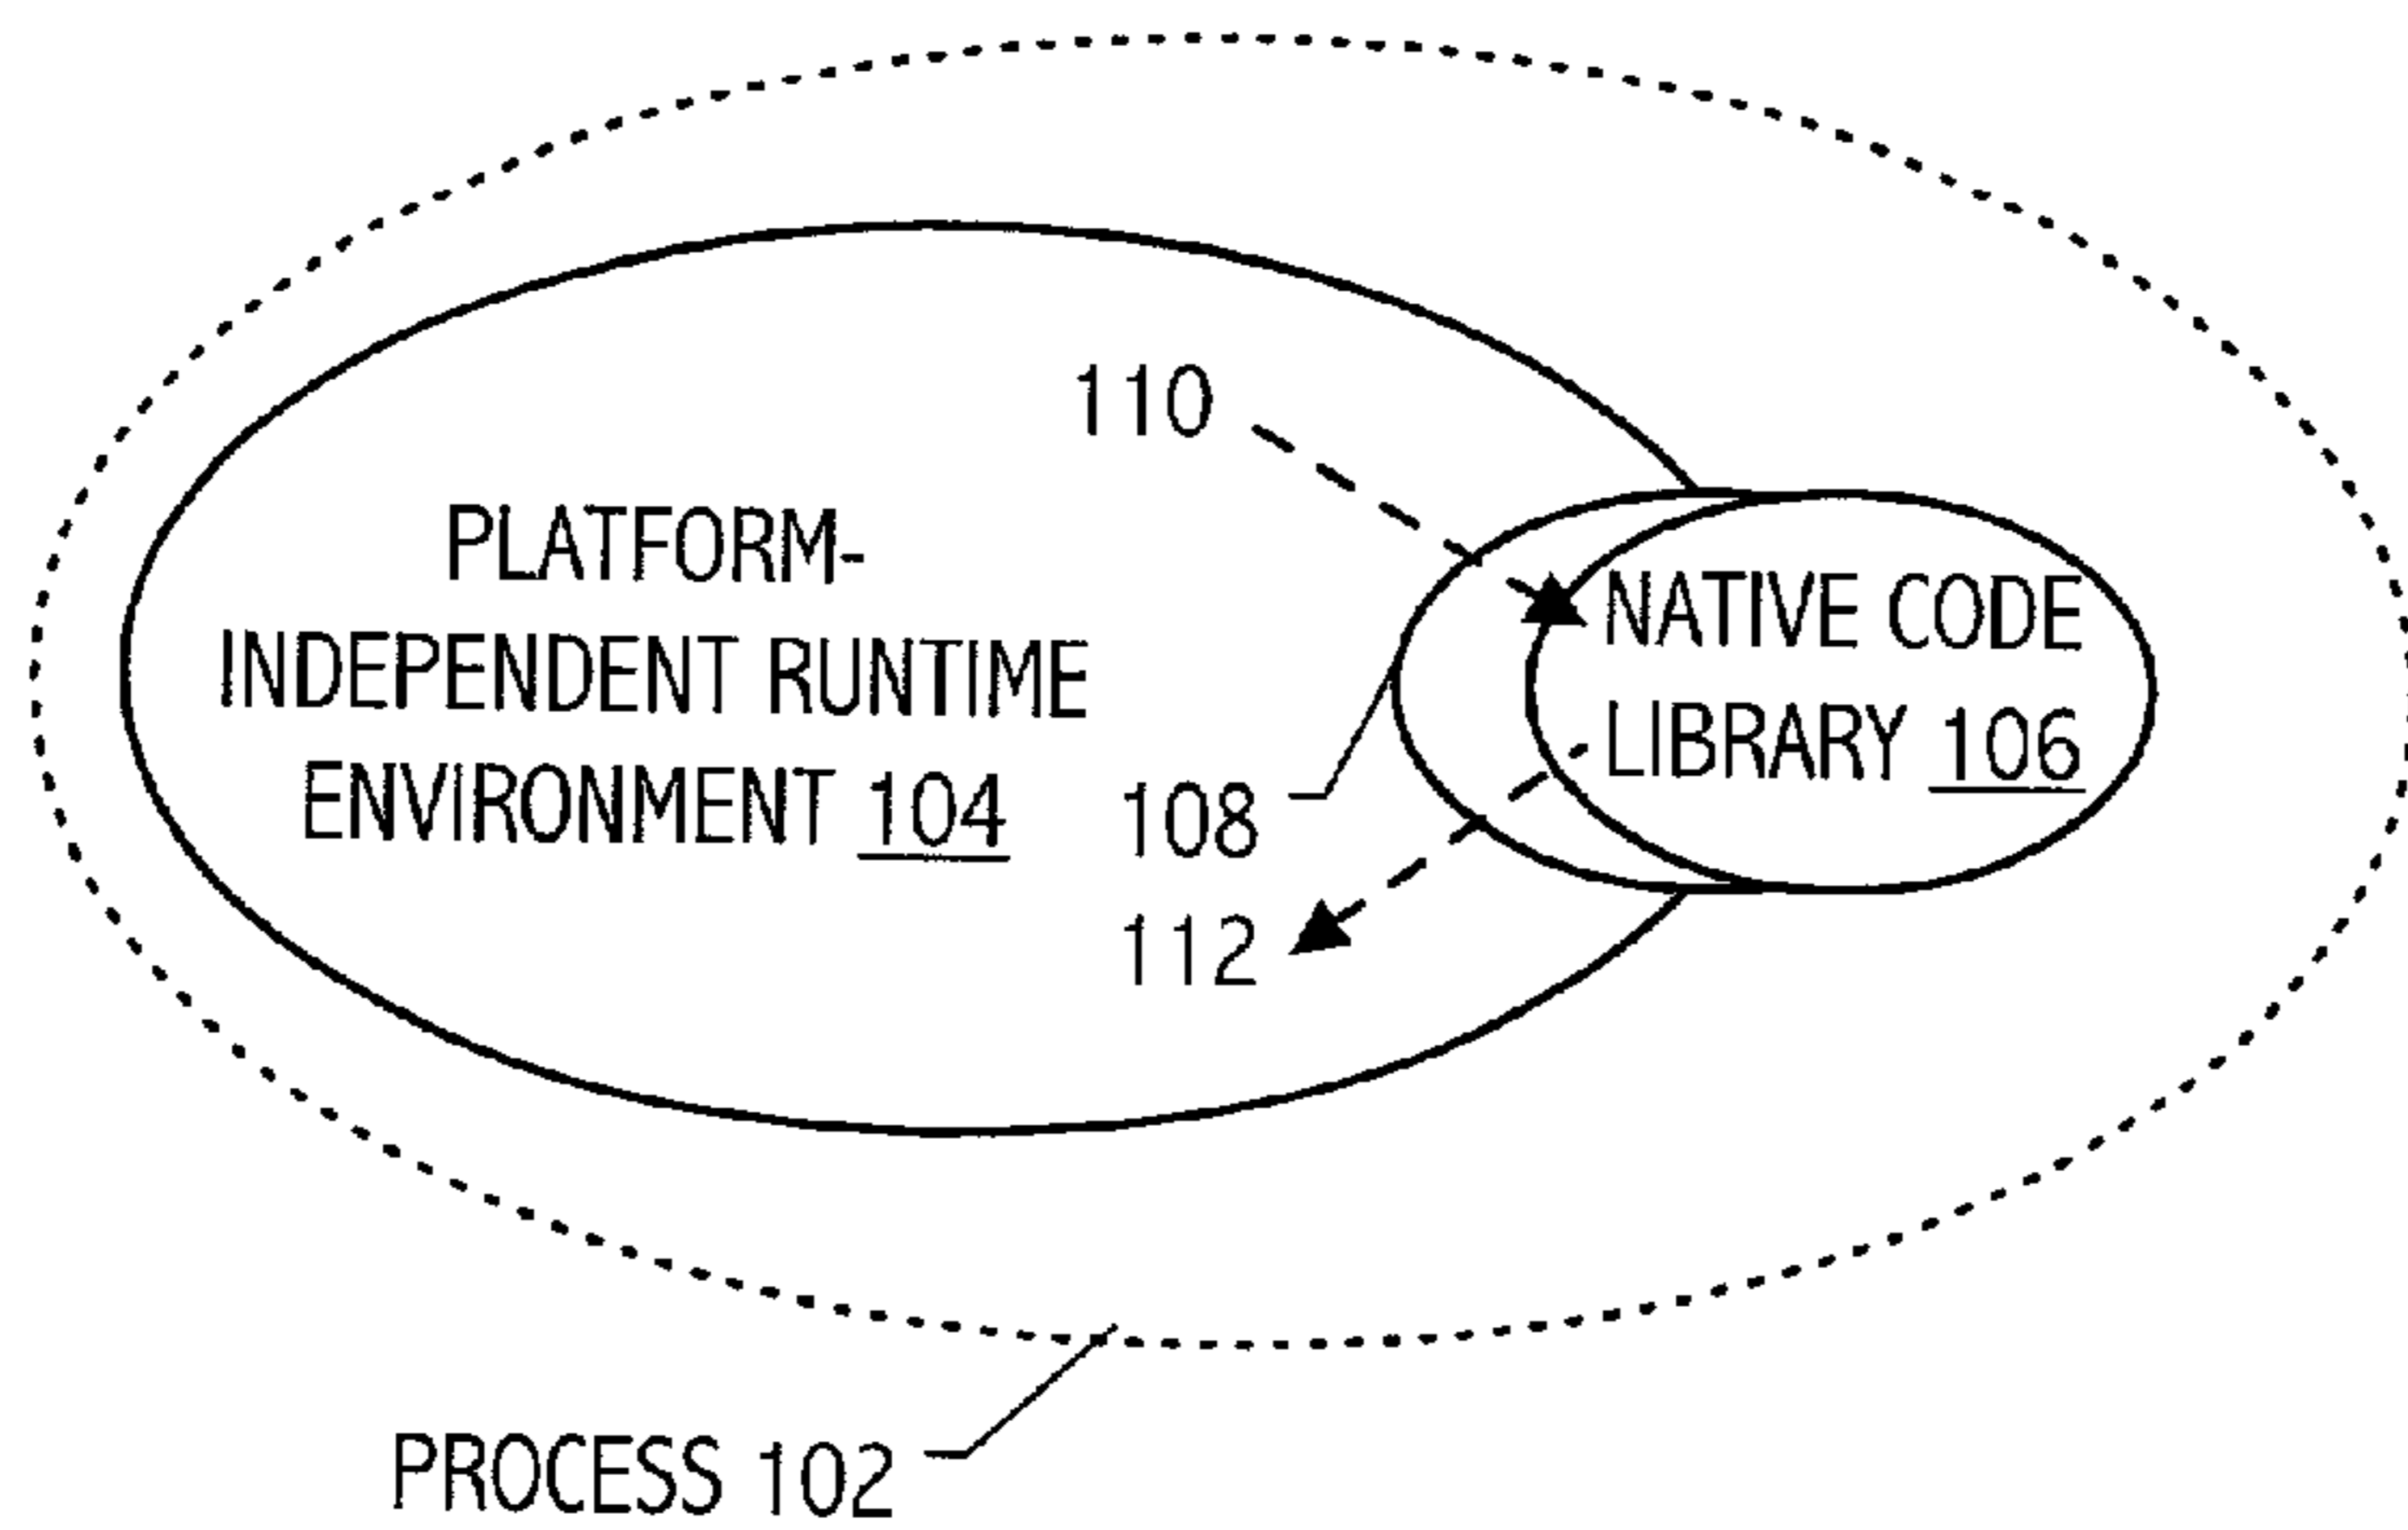 110
PLATFORM-
INDEPENDENT RUNTIME
ENVIRONMENT 104
NATIVE CODE
LIBRARY 106
108
112
PROCESS 102